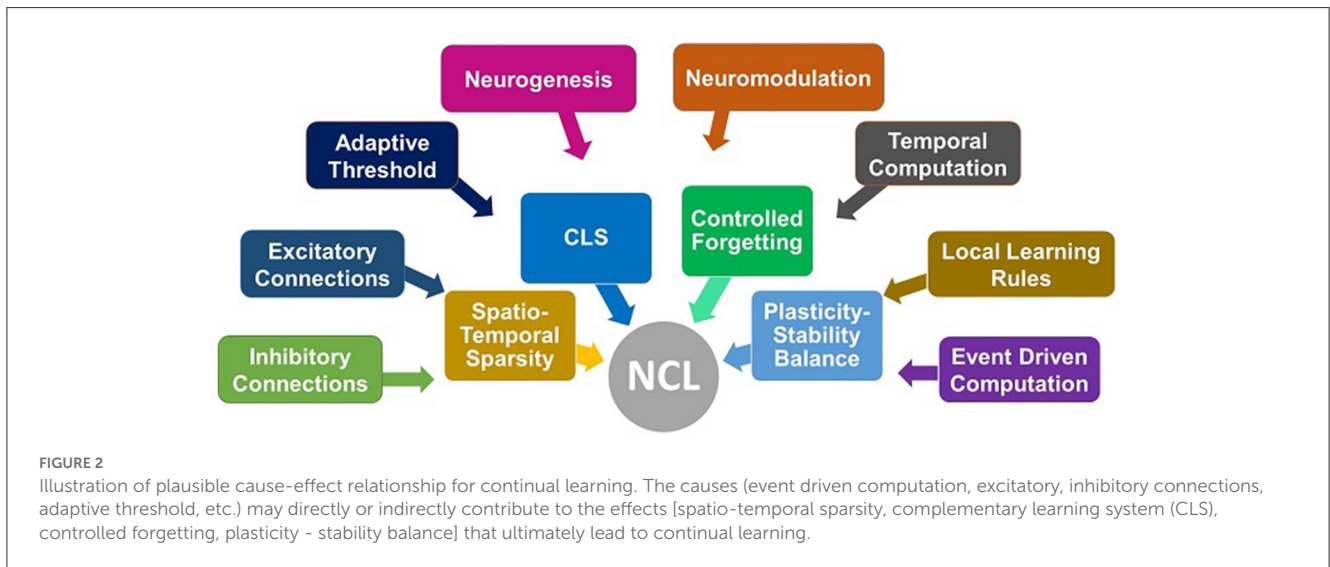 Neurogenesis
Neuromodulation
Adaptive
Threshold
Temporal
Computation
CLS
Controlled
Forgetting
Excitatory
Connections
Local Learning
Rules
Spatio-
Temporal
Sparsity
Plasticity-
Stability
Balance
Inhibitory
Connections
NCL
Event Driven
Computation
FIGURE 2
Illustration of plausible cause-effect relationship for continual learning. The causes (event driven computation, excitatory, inhibitory connections,
adaptive threshold, etc.) may directly or indirectly contribute to the effects [spatio-temporal sparsity, complementary learning system (CLS),
controlled forgetting, plasticity - stability balance] that ultimately lead to continual learning.